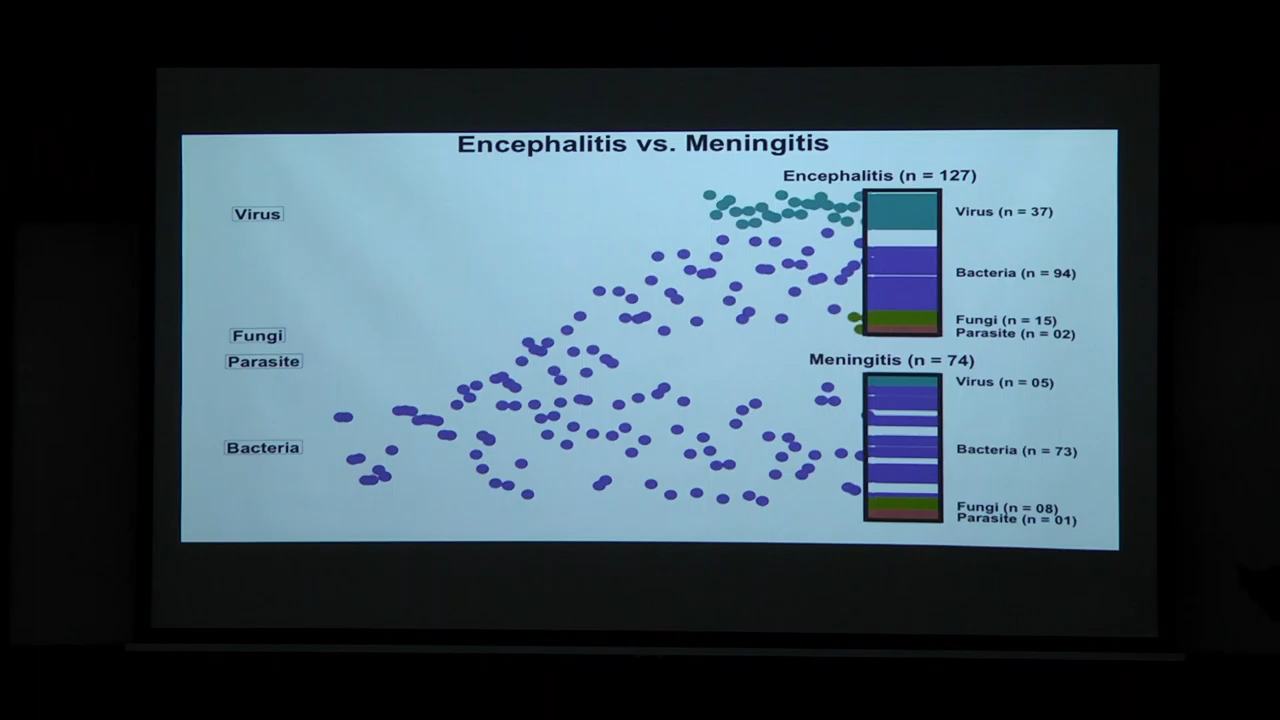 Encephalitis vs. Meningitis
Encephalitis (n = 127)
Virus
Virus (n = 37)
Bacteria (n = 94)
Fungi (n = 15)
Parasite (n = 02)
Fungi
Parasite
Meningitis (n = 74)
Virus (n = 05)
Bacteria
Bacteria (n = 73)
Fungi (n = 08)
Parasite (n = 01)